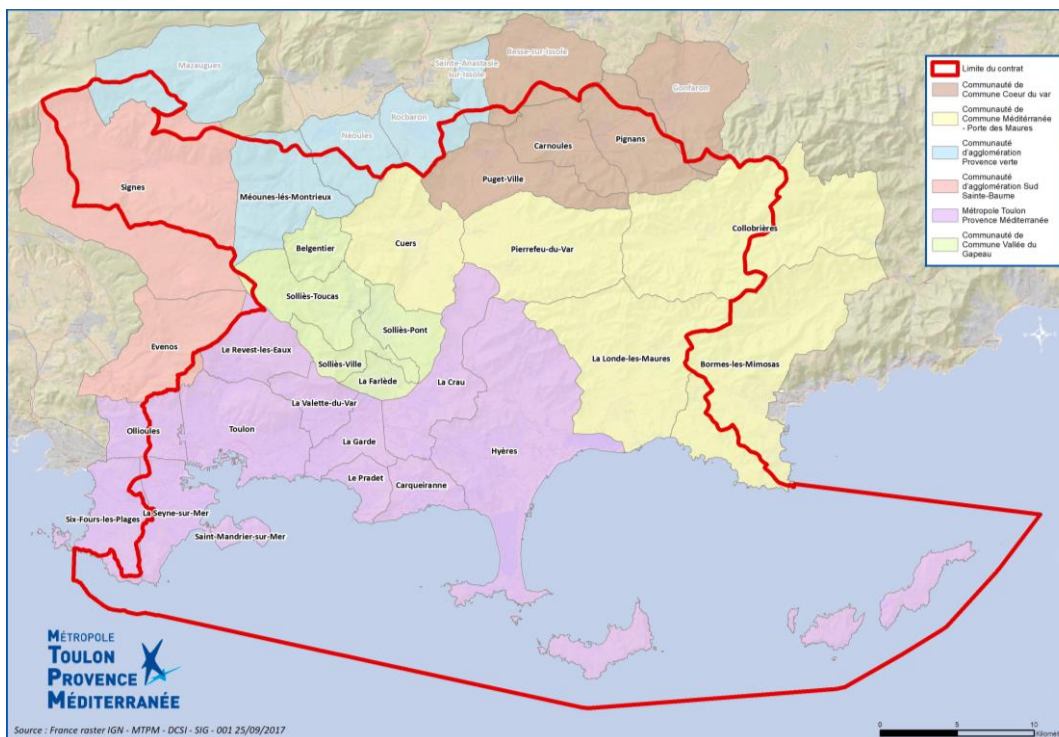 Mazaugues
Sainte-Anastasie
sur Issole
Besse-sur-Issole
Gonfaron
Rocbaron
Néoules
Carnoules
Pignans
Signes
Puget-Ville
Méounes-lés-Montrieux
Collobrières
Belgentier
Cuers
Pierrefeu-du-Var
Solliès-Toucas
Solliès-Pont
Evenos
Le Revest-les-Eaux
Solliès-Ville
La Londe-les-Maures
Bormes-les-Mimosas
La Farlède
La Crau
La Valette-du-Var
Ollioules
Toulon
La Garde
Hyères
Le Pradet
Carqueiranne
Six-Fours-les-Plages
La Seyne-sur-Mer
Saint-Mandrier-sur-Mer
Limite du contrat
Communauté de
Commune Coeur du var
Communauté de
Commune Méditérranée
- Porte des Maures
Communauté
d'agglomération
Provence verte
Communauté
d'agglomération Sud
Sainte-Baume
Métropole Toulon
Provence Méditerranée
Communauté de
Commune Vallée du
Gapeau
MÉTROPOLE
TOULON
PROVENCE
MÉDITERRANÉE
Source : France raster IGN - MTPM - DCSI - SIG - 001 25/09/2017
0 5 10